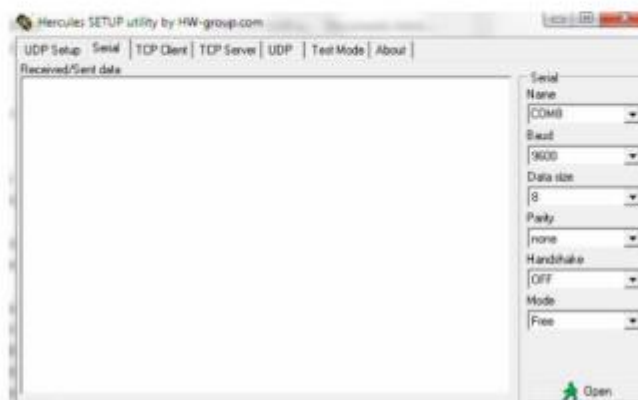 Hercules SETUP utility by HW-group.com
UDP Setup Serial TCP Client TCP Server UDP Test Mode About
Received/Sent data
Serial
Name
COM8
Baud
9600
Data size
8
Parity
none
Handshake
OFF
Mode
Free
Open